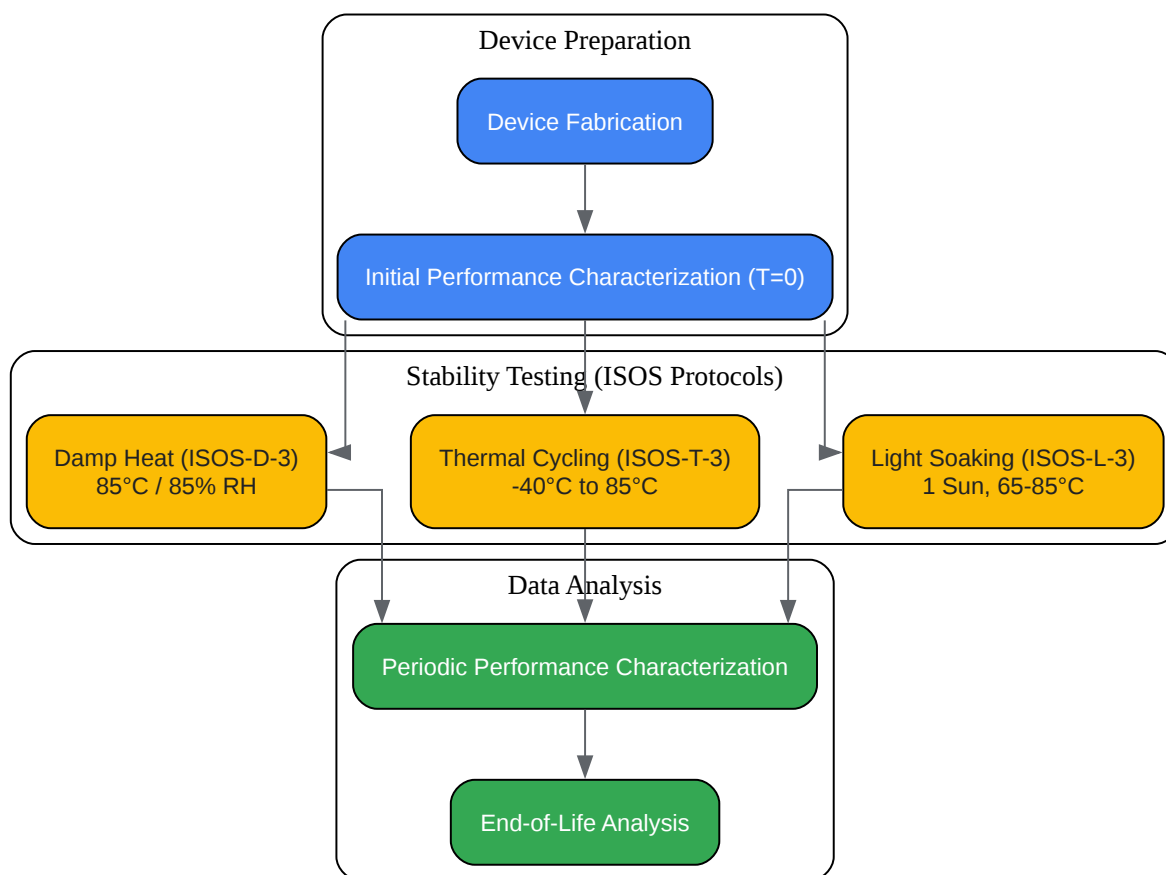 Device Preparation
Device Fabrication
Initial Performance Characterization (T=0)
Stability Testing (ISOS Protocols)
Damp Heat (ISOS-D-3)
85°C / 85% RH
Thermal Cycling (ISOS-T-3)
-40°C to 85°C
Light Soaking (ISOS-L-3)
1 Sun, 65-85°C
Data Analysis
Periodic Performance Characterization
End-of-Life Analysis